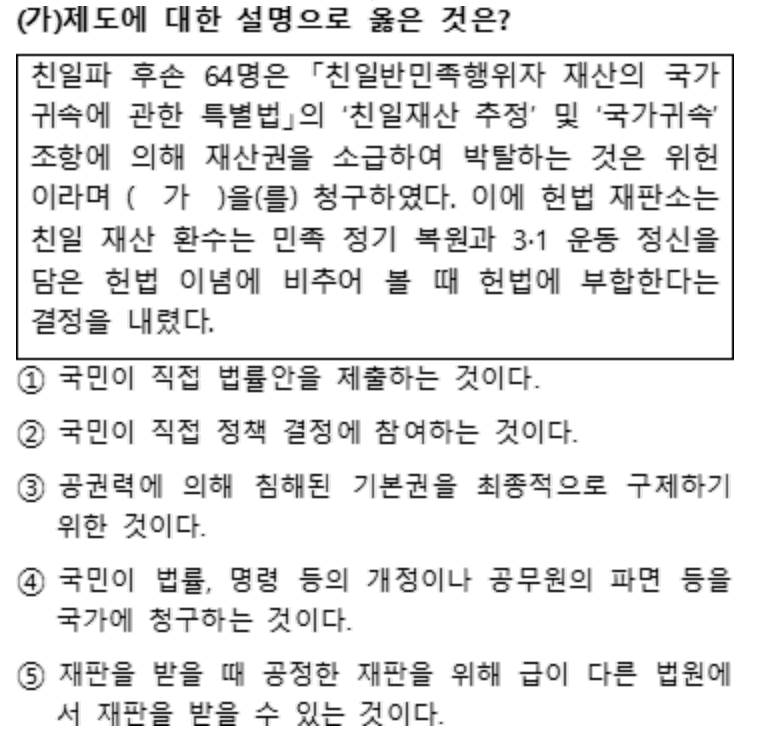 (가)제도에 대한 설명으로 옳은 것은?
친일파 후손 64명은 「친일반민족행위자 재산의 국가
귀속에 관한 특별법」의 '친일재산 추정' 및 '국가귀속'
조항에 의해 재산권을 소급하여 박탈하는 것은 위헌
이라며 ( 가 )을(를) 청구하였다. 이에 헌법 재판소는
친일 재산 환수는 민족 정기 복원과 3·1 운동 정신을
담은 헌법 이념에 비추어 볼 때 헌법에 부합한다는
결정을 내렸다.
① 국민이 직접 법률안을 제출하는 것이다.
② 국민이 직접 정책 결정에 참여하는 것이다.
③ 공권력에 의해 침해된 기본권을 최종적으로 구제하기
위한 것이다.
④ 국민이 법률, 명령 등의 개정이나 공무원의 파면 등을
국가에 청구하는 것이다.
⑤ 재판을 받을 때 공정한 재판을 위해 급이 다른 법원에
서 재판을 받을 수 있는 것이다.